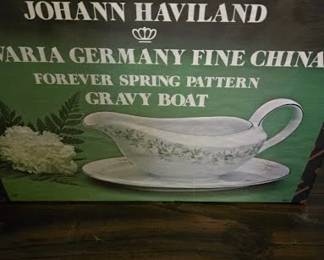 JOHANN HAVILAND
VARIA GERMANY FINE CHINA
FOREVER SPRING PATTERN
GRAVY BOAT